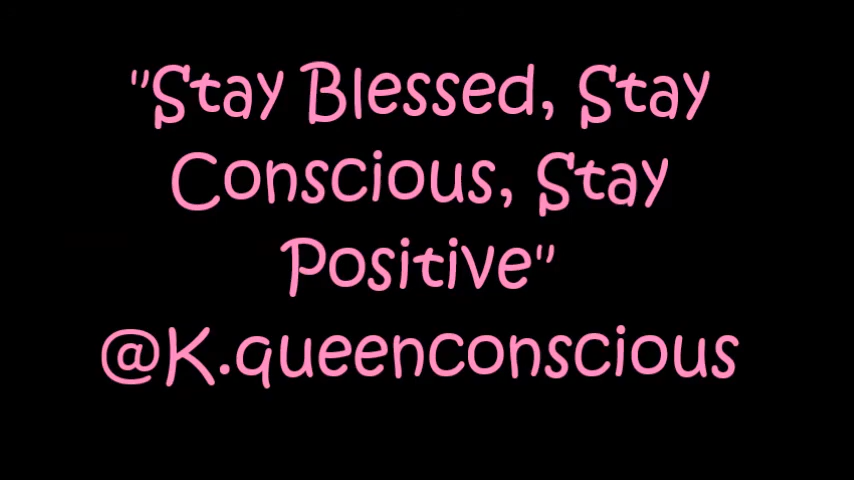 "Stay Blessed, Stay
Conscious, Stay
Positive"
@K.queenconscious